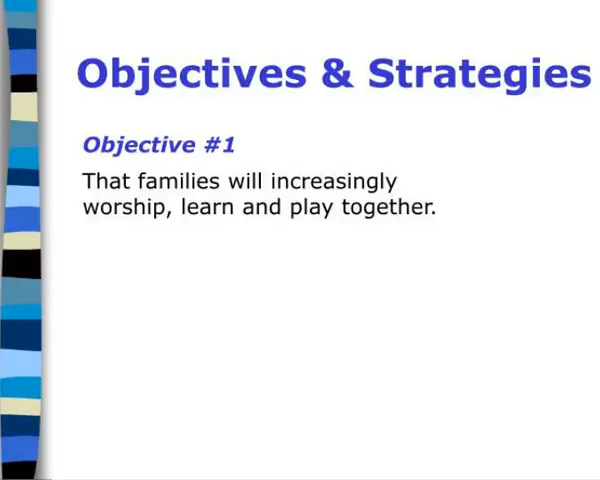 Objectives & Strategies
Objective #1
That families will increasingly
worship, learn and play together.